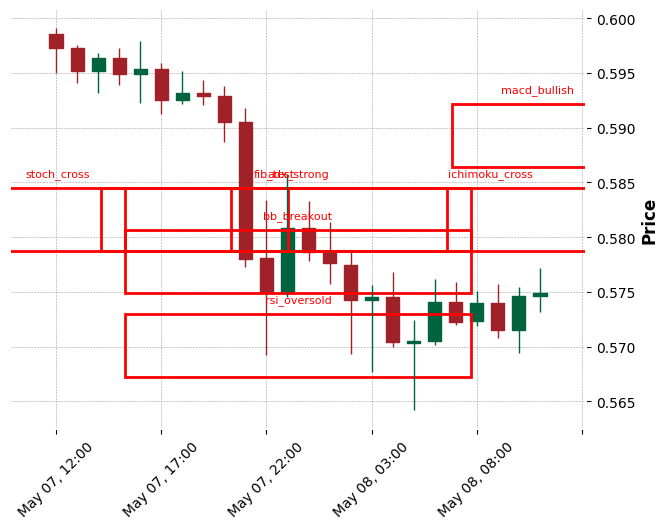 0.600
0.595
macd_bullish
0.590
stoch_cross
ichimoku_cross
0.585
bb_breakout
0.580
Price
0.575
rsi_oversold
0.570
0.565
May 07, 12:00
May 07, 17:00
May 07, 22:00
May 08, 03:00
May 08, 08:00